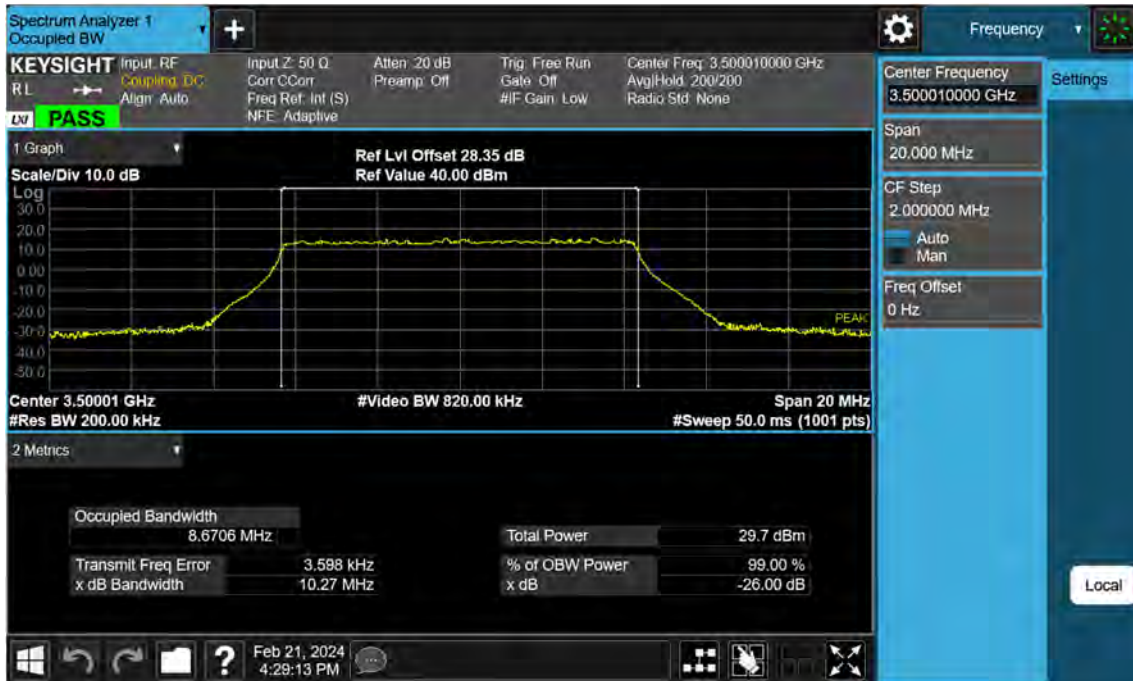 Spectrum Analyzer 1
Occupied BW
+
Frequency
KEYSIGHT
RL
LXI
PASS
Input: RF
Coupling: DC
Align: Auto
Input Z: 50 Ω
Corr CCorr
Freq Ref: Int (S)
NFE: Adaptive
Atten: 20 dB
Preamp: Off
Trig: Free Run
Gate: Off
#IF Gain: Low
Center Freq: 3.500010000 GHz
Avg|Hold: 200/200
Radio Std: None
1 Graph
Scale/Div 10.0 dB
Ref Lvl Offset 28.35 dB
Ref Value 40.00 dBm
Log
30.0
20.0
10.0
0.00
-10.0
-20.0
-30.0
-40.0
-50.0
PEAK
Center 3.50001 GHz
#Video BW 820.00 kHz
Span 20 MHz
#Res BW 200.00 kHz
#Sweep 50.0 ms (1001 pts)
2 Metrics
Occupied Bandwidth
8.6706 MHz
Total Power 29.7 dBm
Transmit Freq Error 3.598 kHz
% of OBW Power 99.00 %
x dB Bandwidth 10.27 MHz
x dB -26.00 dB
Center Frequency
3.500010000 GHz
Settings
Span
20.000 MHz
CF Step
2.000000 MHz
Auto
Man
Freq Offset
0 Hz
Local
?
Feb 21, 2024
4:29:13 PM